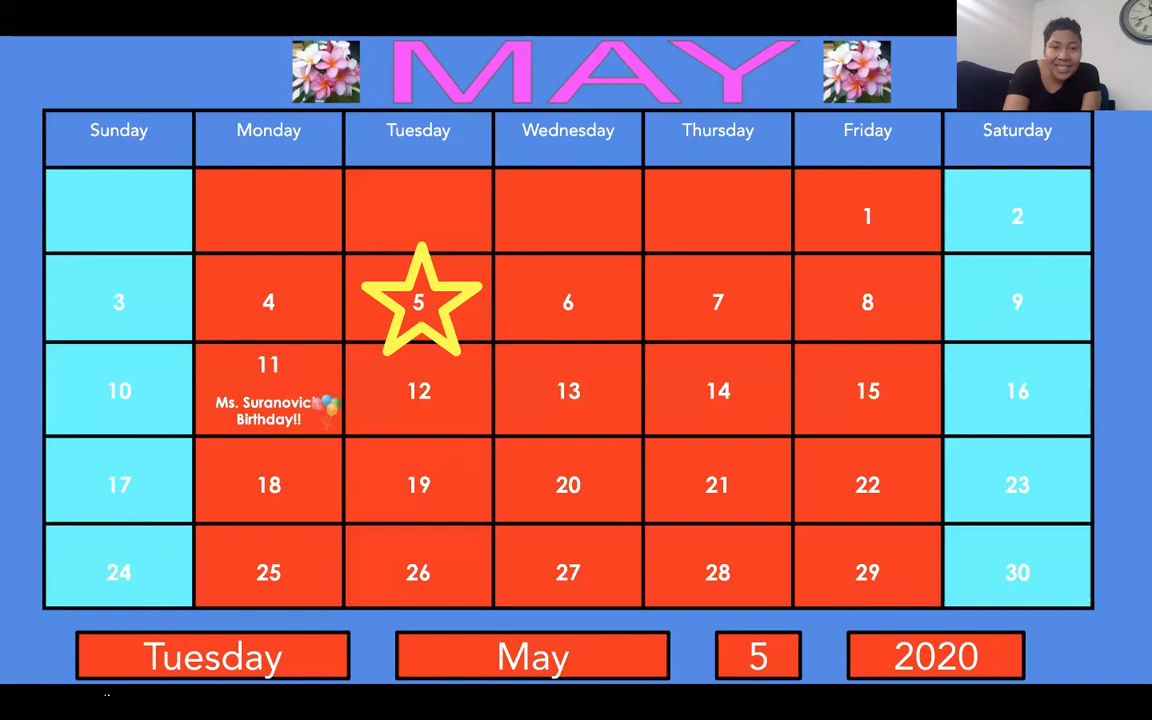 MAY
Sunday Monday Tuesday Wednesday Thursday Friday Saturday
1 2
3 4 5 6 7 8 9
11
10 12 13 14 15 16
Ms. Suranovich
Birthday!!
17 18 19 20 21 22 23
24 25 26 27 28 29 30
Tuesday May 5 2020